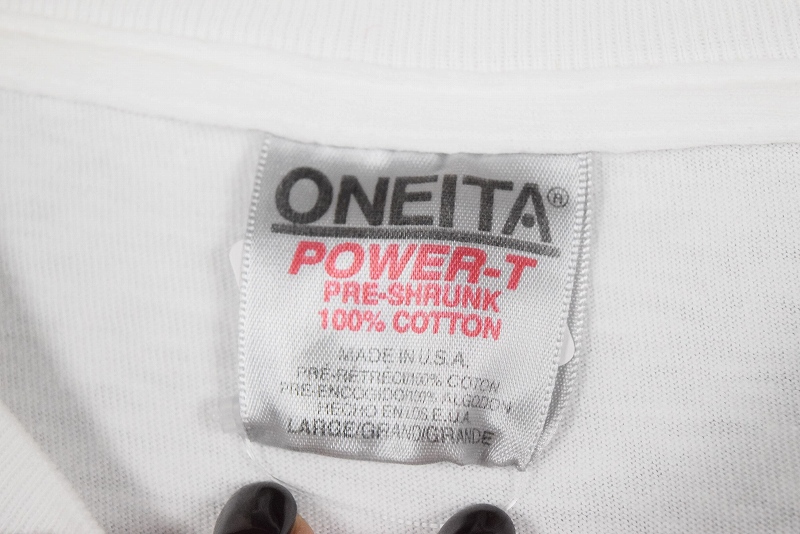 ONEITA®
POWER-T
PRE-SHRUNK
100% COTTON
MADE IN U.S.A.
PRE-RETRECI/100% COTON
PRE-ENCOGIDO/100% ALGODON
HECHO EN LOS E.U.A
LARGE/GRAND/GRANDE